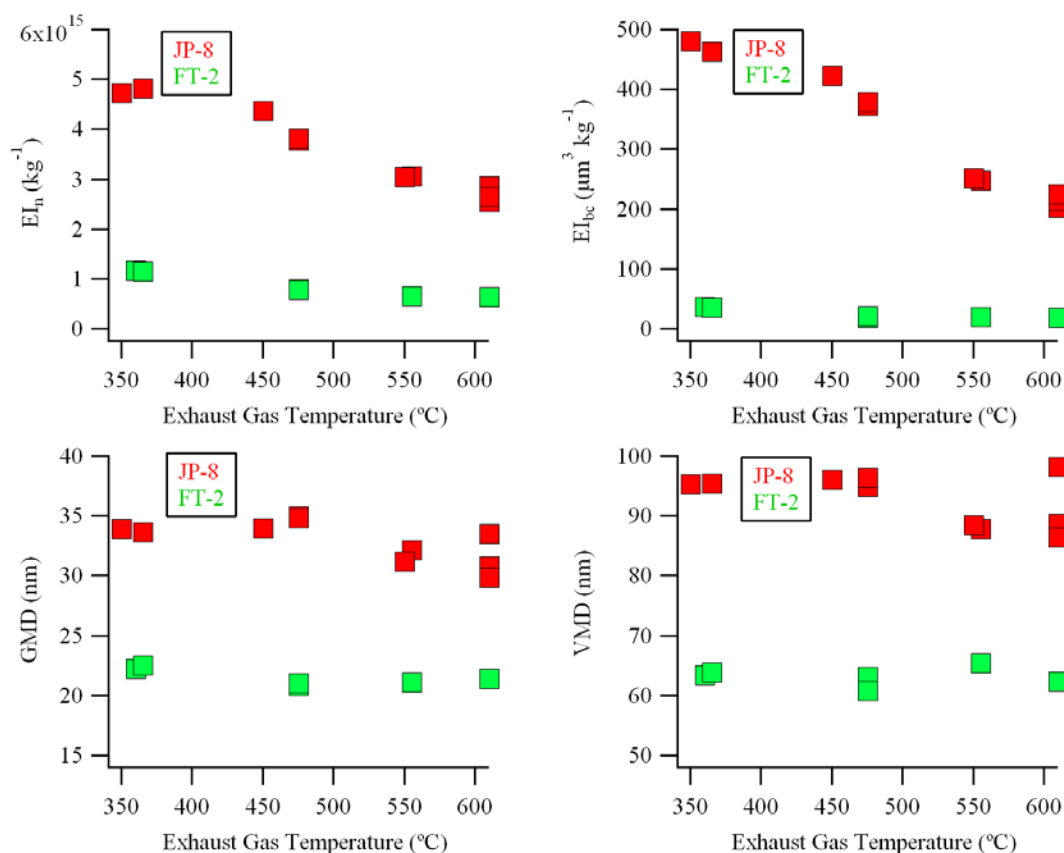 6x10^15
5
4
3
2
1
0
EI_n (kg^-1)
JP-8
FT-2
350 400 450 500 550 600
Exhaust Gas Temperature (ºC)
500
400
300
200
100
0
EI_bc (µm^3 kg^-1)
JP-8
FT-2
350 400 450 500 550 600
Exhaust Gas Temperature (ºC)
40
35
30
25
20
15
GMD (nm)
JP-8
FT-2
350 400 450 500 550 600
Exhaust Gas Temperature (ºC)
100
90
80
70
60
50
VMD (nm)
JP-8
FT-2
350 400 450 500 550 600
Exhaust Gas Temperature (ºC)